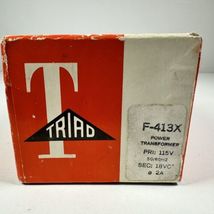 T
TRIAD
F-413X
POWER
TRANSFORMER
PRI: 115V
50/60HZ
SEC: 18VCT
@ 2A